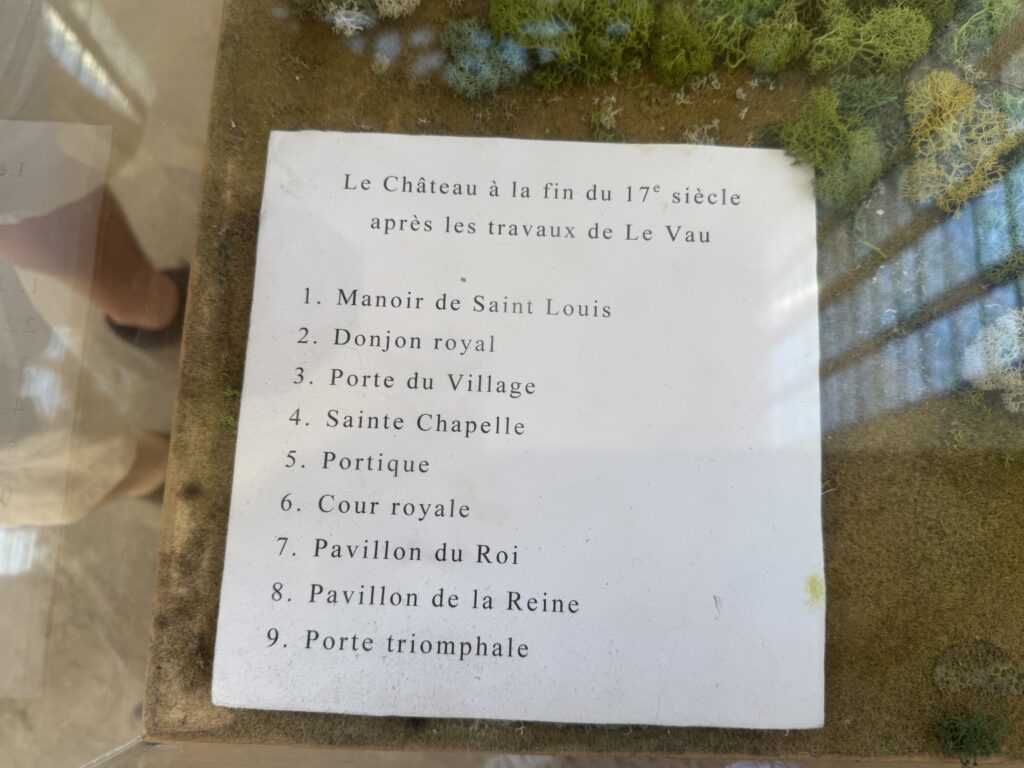 Le Château à la fin du 17e siècle
après les travaux de Le Vau
1. Manoir de Saint Louis
2. Donjon royal
3. Porte du Village
4. Sainte Chapelle
5. Portique
6. Cour royale
7. Pavillon du Roi
8. Pavillon de la Reine
9. Porte triomphale